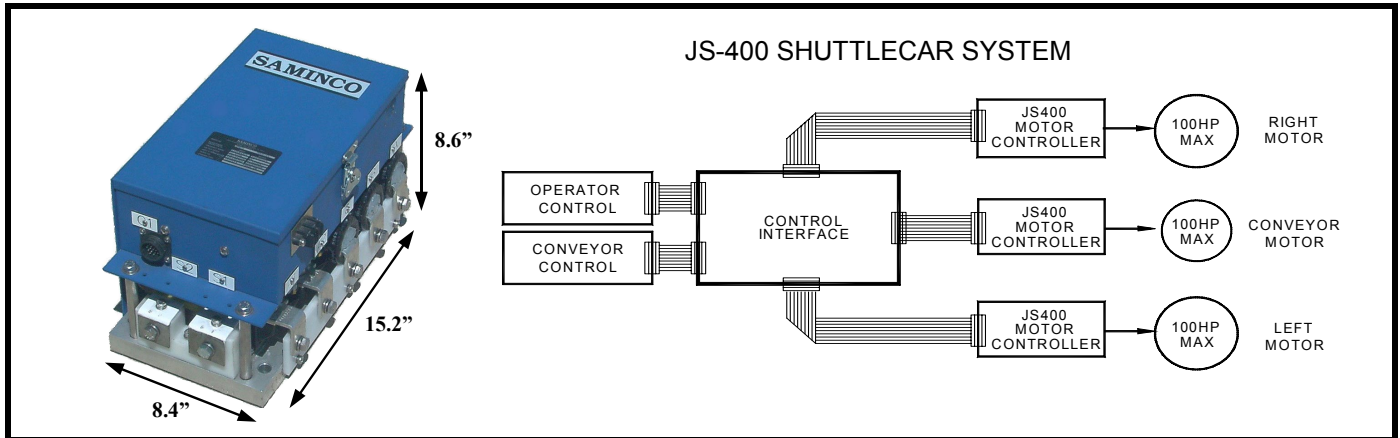 SAMINCO
8.6”
15.2”
8.4”
JS-400 SHUTTLECAR SYSTEM
OPERATOR
CONTROL
CONVEYOR
CONTROL
CONTROL
INTERFACE
JS400
MOTOR
CONTROLLER
100HP
MAX
RIGHT
MOTOR
JS400
MOTOR
CONTROLLER
100HP
MAX
CONVEYOR
MOTOR
JS400
MOTOR
CONTROLLER
100HP
MAX
LEFT
MOTOR